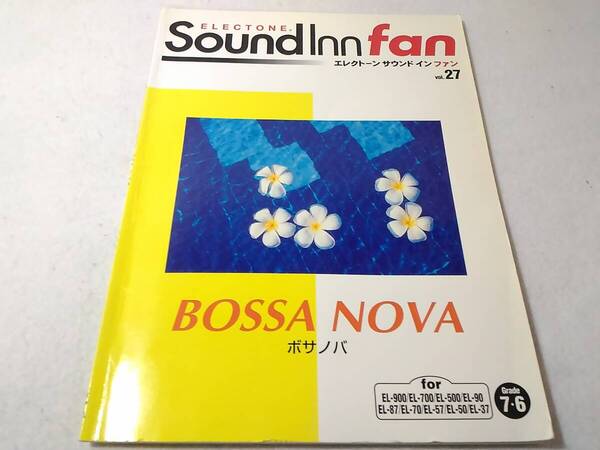 ELECTONE®
Sound Inn fan
エレクトーン サウンド イン ファン
vol. 27
BOSSA NOVA
ボサノバ
for
EL-900/EL-700/EL-500/EL-90
EL-87/EL-70/EL-57/EL-50/EL-37
Grade
7・6